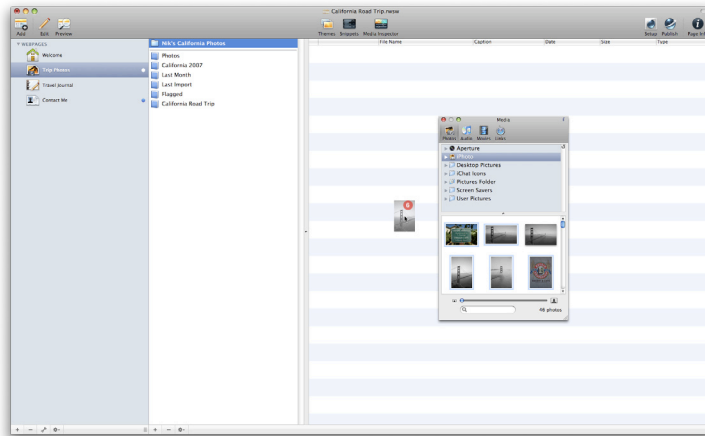 California Road Trip.rwsw
Add Edit Preview
Themes Snippets Media Inspector
Setup Publish Page Inf
WEBPAGES
Welcome
Trip Photos
Travel Journal
Contact Me
Nik's California Photos
Photos
California 2007
Last Month
Last Import
Flagged
California Road Trip
File Name Caption Date Size Type
6
Media
Photos Audio Movies Links
Aperture
iPhoto
Desktop Pictures
iChat Icons
Pictures Folder
Screen Savers
User Pictures
48 photos